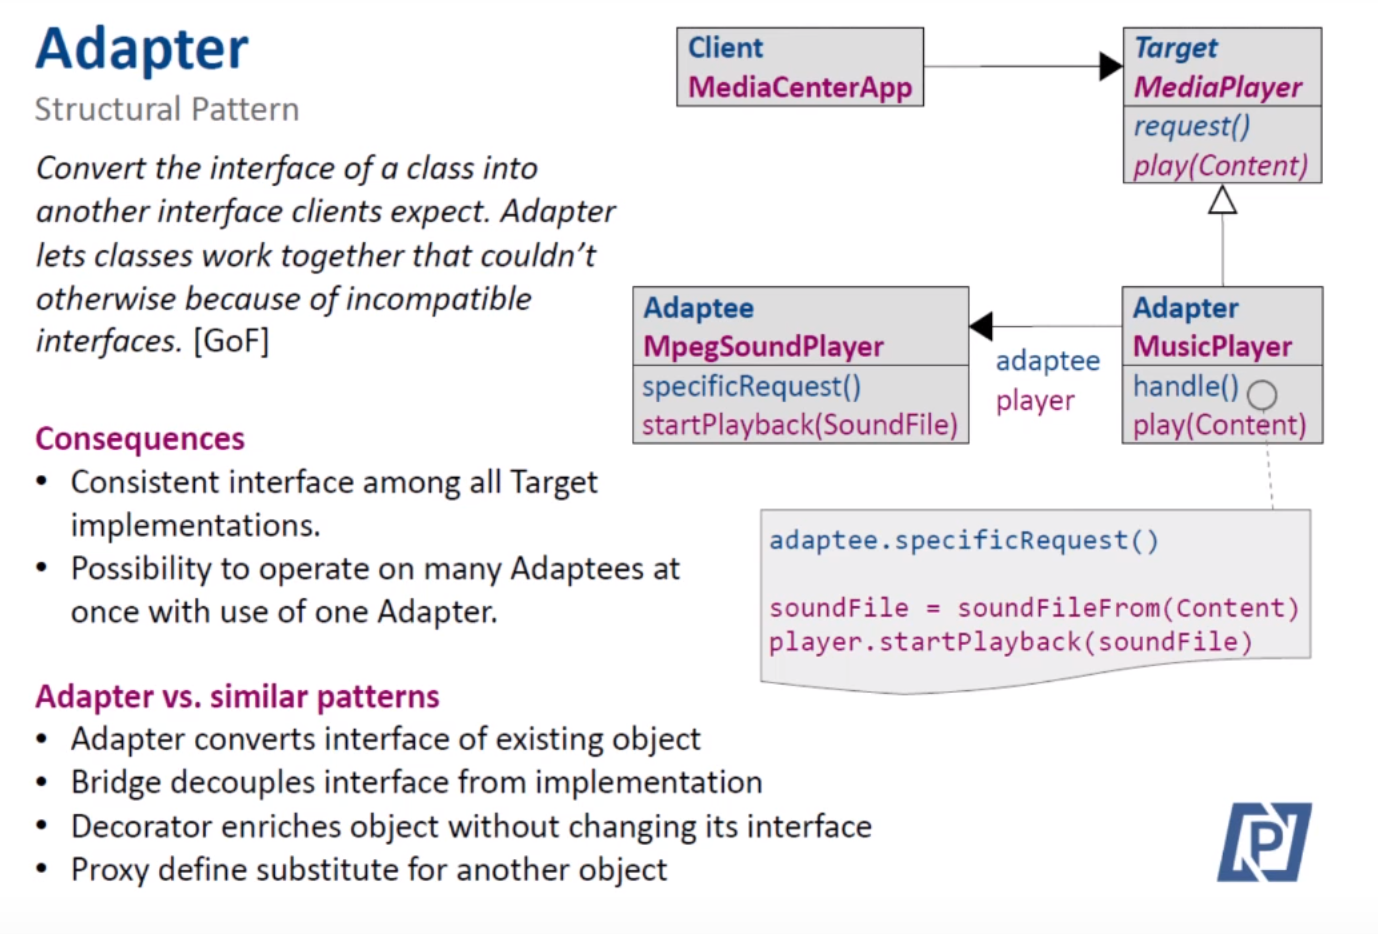 Adapter
Structural Pattern
Convert the interface of a class into
another interface clients expect. Adapter
lets classes work together that couldn't
otherwise because of incompatible
interfaces. [GoF]
Consequences
• Consistent interface among all Target
implementations.
• Possibility to operate on many Adaptees at
once with use of one Adapter.
Adapter vs. similar patterns
• Adapter converts interface of existing object
• Bridge decouples interface from implementation
• Decorator enriches object without changing its interface
• Proxy define substitute for another object
Client
MediaCenterApp
Target
MediaPlayer
request()
play(Content)
Adaptee
MpegSoundPlayer
specificRequest()
startPlayback(SoundFile)
adaptee
player
Adapter
MusicPlayer
handle()
play(Content)
adaptee.specificRequest()
soundFile = soundFileFrom(Content)
player.startPlayback(soundFile)
P